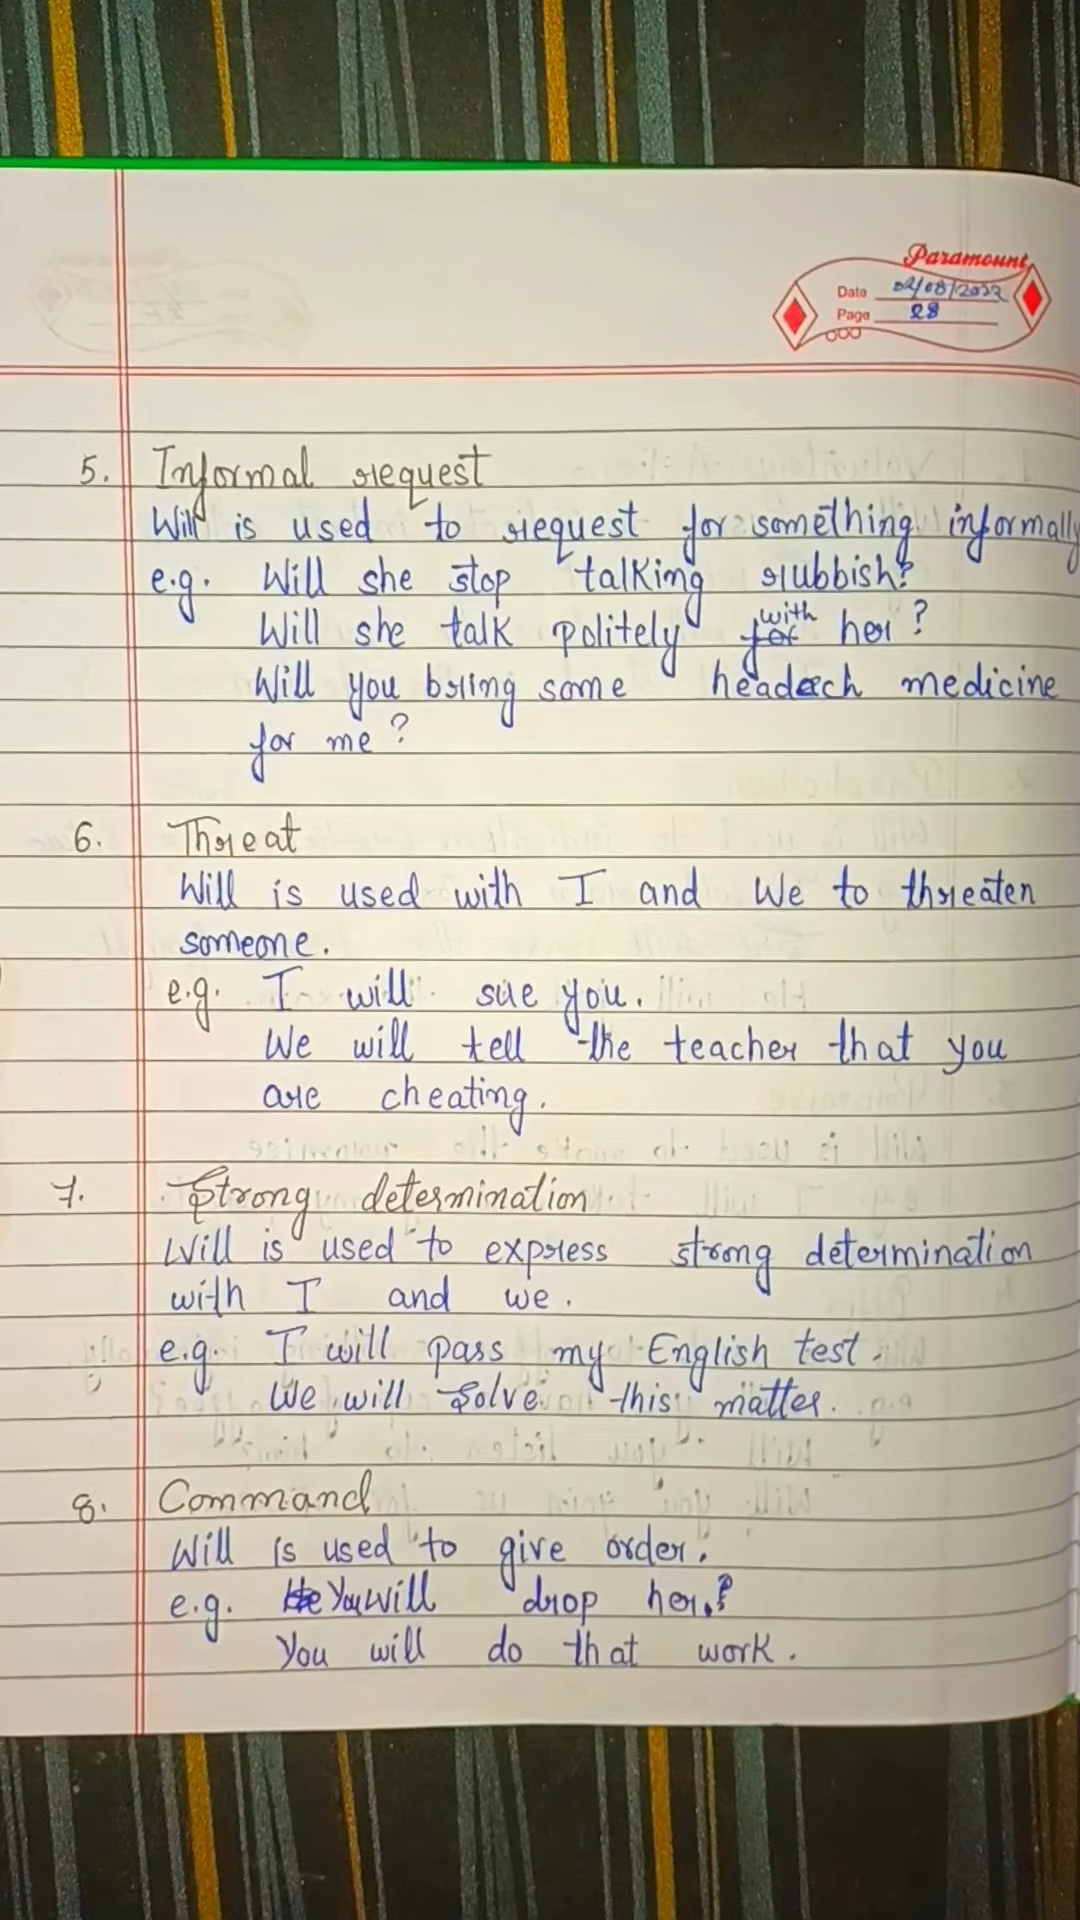 Paramount
Date 02/08/2022
Page 28
5. Informal request
Will is used to request for something informally
e.g. Will she stop talking rubbish?
Will she talk politely with her?
Will you bring some headach medicine
for me?
6. Threat
Will is used with I and We to threaten
someone.
e.g. I will sue you.
We will tell the teacher that you
are cheating.
7. Strong determination
Will is used to express strong determination
with I and we.
e.g. I will pass my English test.
We will solve this matter.
8. Command
Will is used to give order.
e.g. You will drop her.
You will do that work.